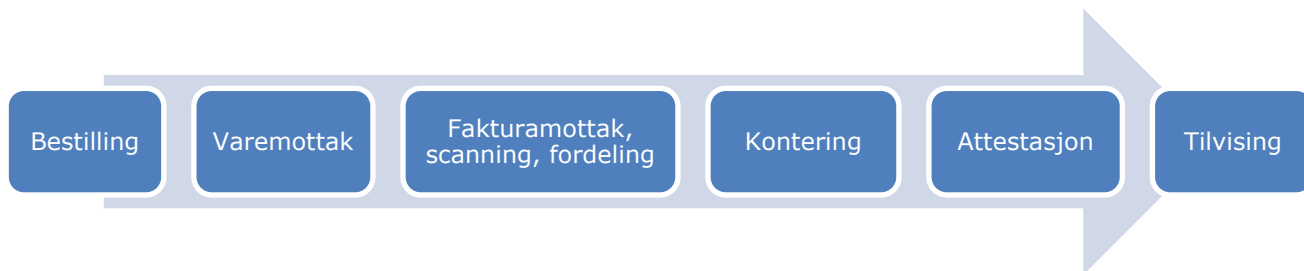 Bestilling
Varemottak
Fakturamottak,
scanning, fordeling
Kontering
Attestasjon
Tilvising